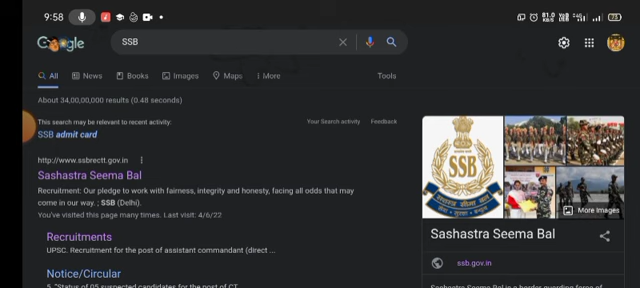 9:58
Google
SSB
All
News
Books
Images
Maps
More
Tools
About 34,00,00,000 results (0.48 seconds)
This search may be relevant to recent activity:
Your Search activity
Feedback
SSB admit card
http://www.ssbrectt.gov.in
Sashastra Seema Bal
Recruitment: Our pledge to work with fairness, integrity and honesty, facing all odds that may
come in our way. ; SSB (Delhi).
You've visited this page many times. Last visit: 4/6/22
Recruitments
UPSC. Recruitment for the post of assistant commandant (direct ...
Notice/Circular
SSB
More Images
Sashastra Seema Bal
ssb.gov.in